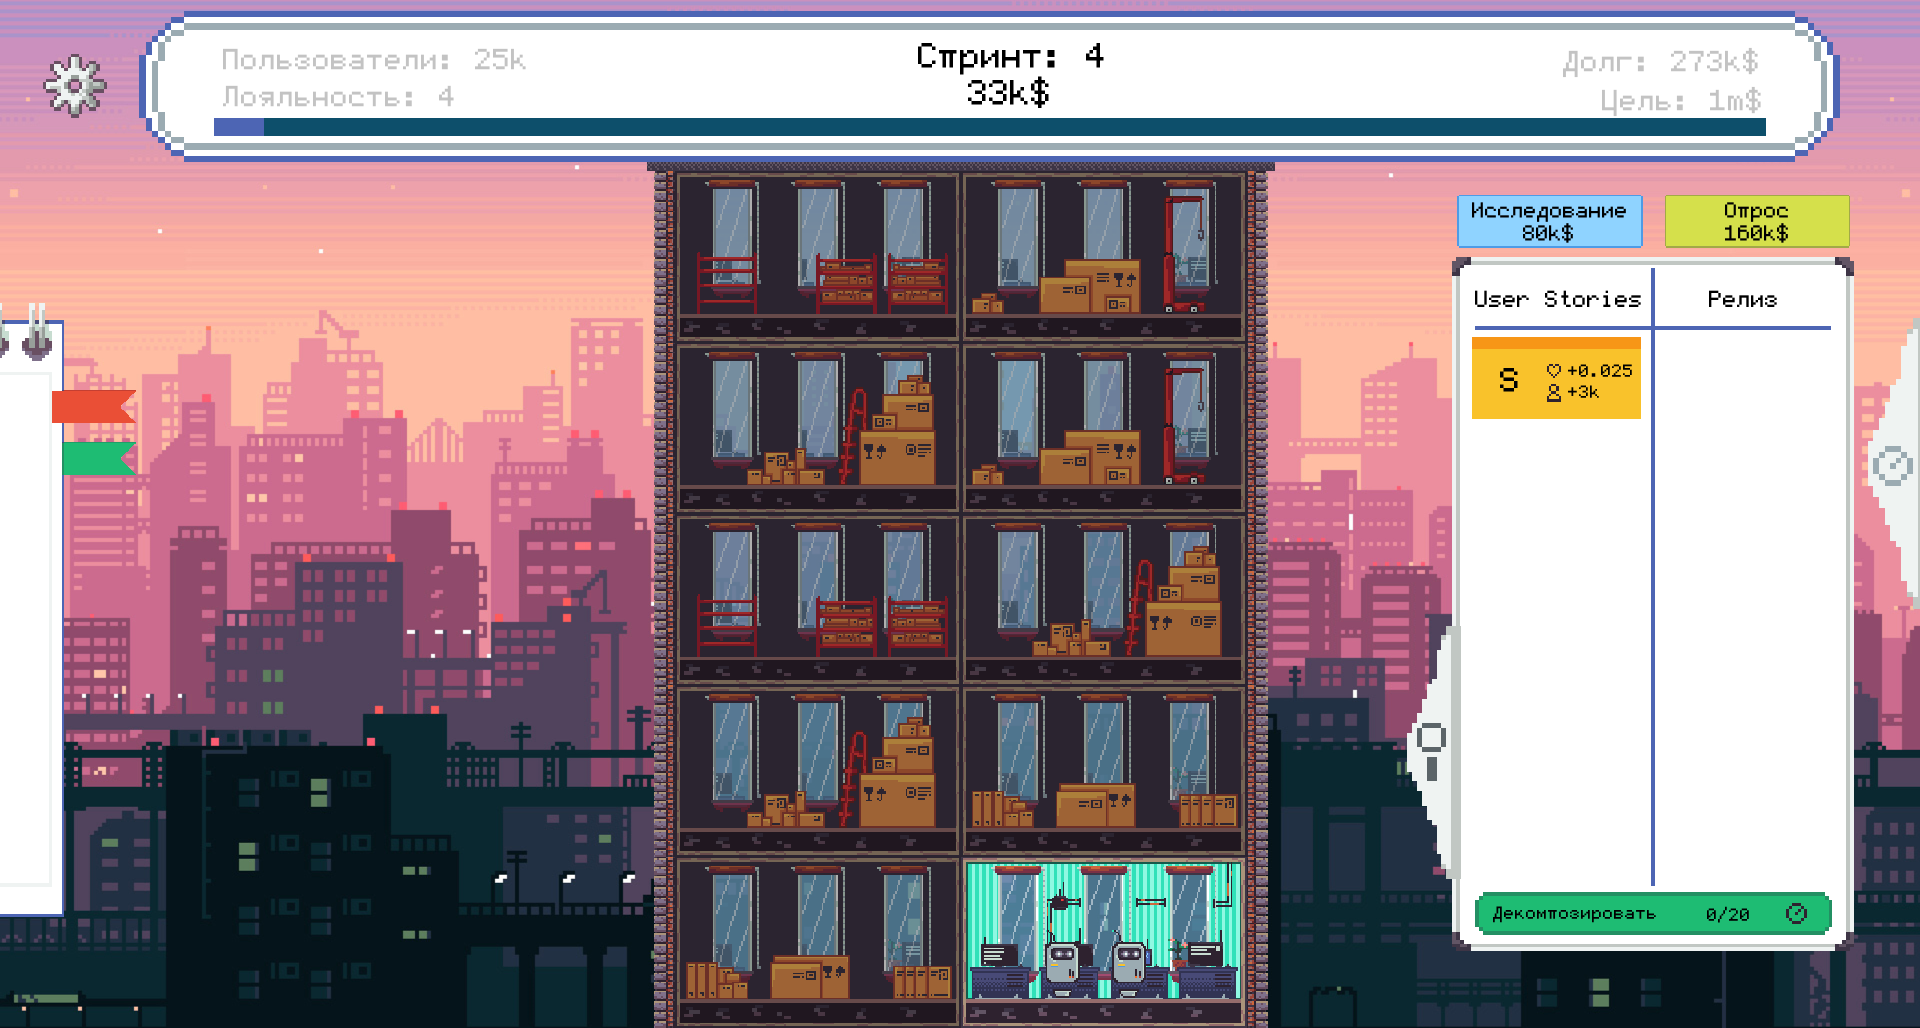 Пользователи: 25k
Лояльность: 4
Спринт: 4
33k$
Долг: 273k$
Цель: 1m$
Исследование
80k$
Опрос
160k$
User Stories
Релиз
S
+0.025
+3k
Декомпозировать 0/20